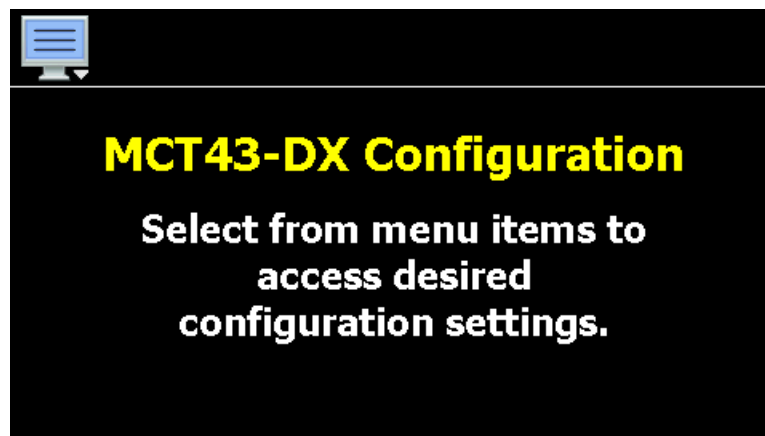 MCT43-DX Configuration
Select from menu items to
access desired
configuration settings.